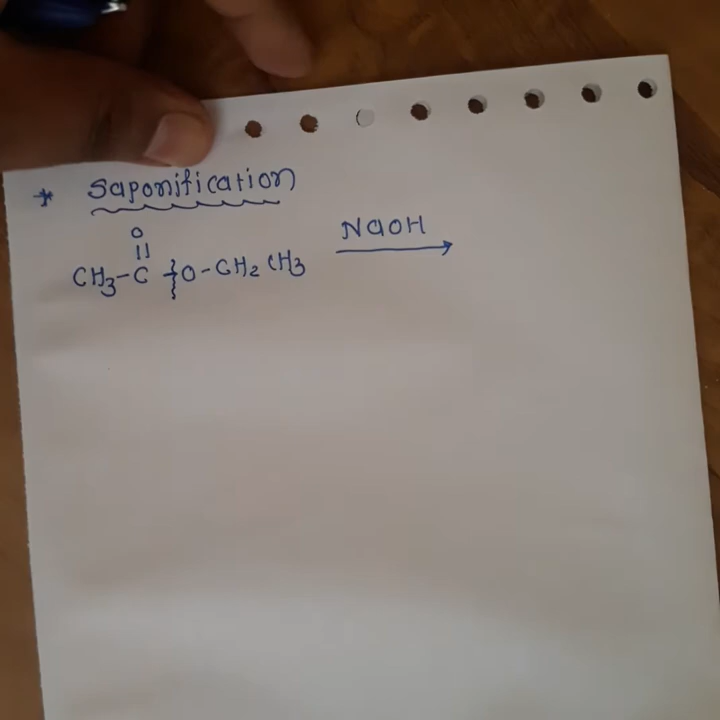 * Saponification
O
||
CH3-C-O-CH2CH3 NaOH →